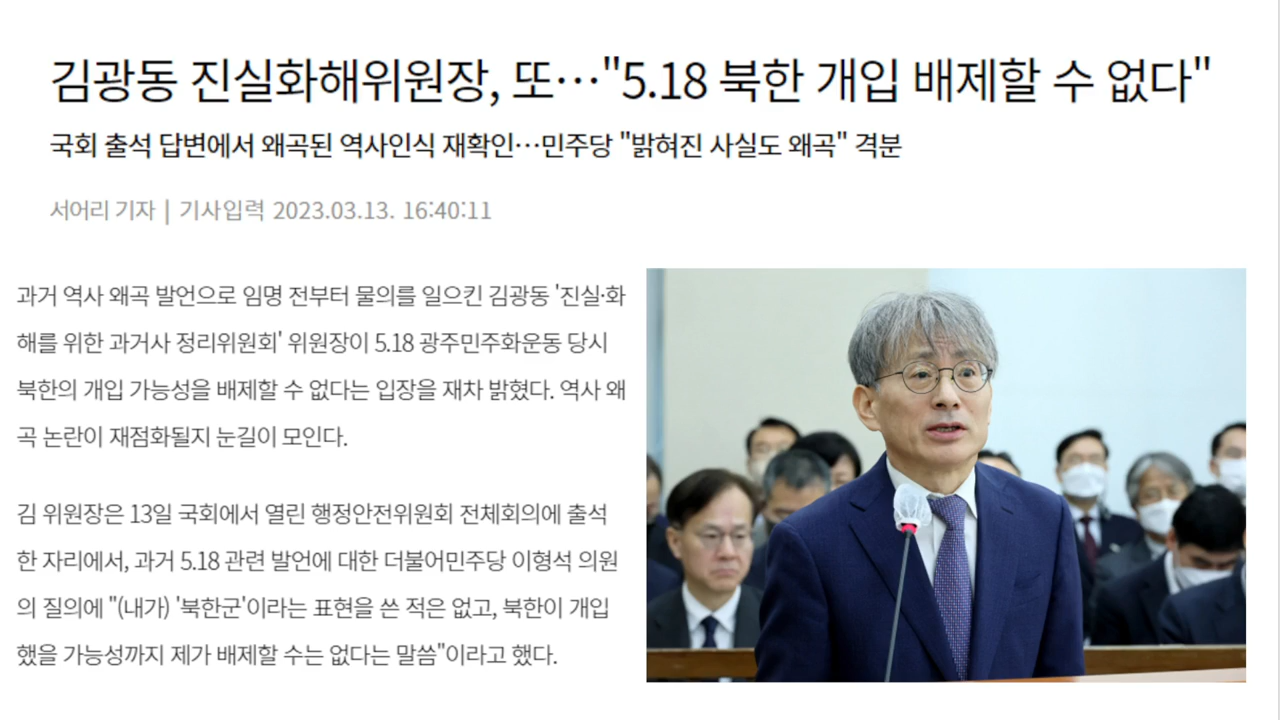 김광동 진실화해위원장, 또…"5.18 북한 개입 배제할 수 없다"
국회 출석 답변에서 왜곡된 역사인식 재확인…민주당 "밝혀진 사실도 왜곡" 격분
서어리 기자 | 기사입력 2023.03.13. 16:40:11
과거 역사 왜곡 발언으로 임명 전부터 물의를 일으킨 김광동 '진실·화
해를 위한 과거사 정리위원회' 위원장이 5.18 광주민주화운동 당시
북한의 개입 가능성을 배제할 수 없다는 입장을 재차 밝혔다. 역사 왜
곡 논란이 재점화될지 눈길이 모인다.
김 위원장은 13일 국회에서 열린 행정안전위원회 전체회의에 출석
한 자리에서, 과거 5.18 관련 발언에 대한 더불어민주당 이형석 의원
의 질의에 "(내가) '북한군'이라는 표현을 쓴 적은 없고, 북한이 개입
했을 가능성까지 제가 배제할 수는 없다는 말씀"이라고 했다.